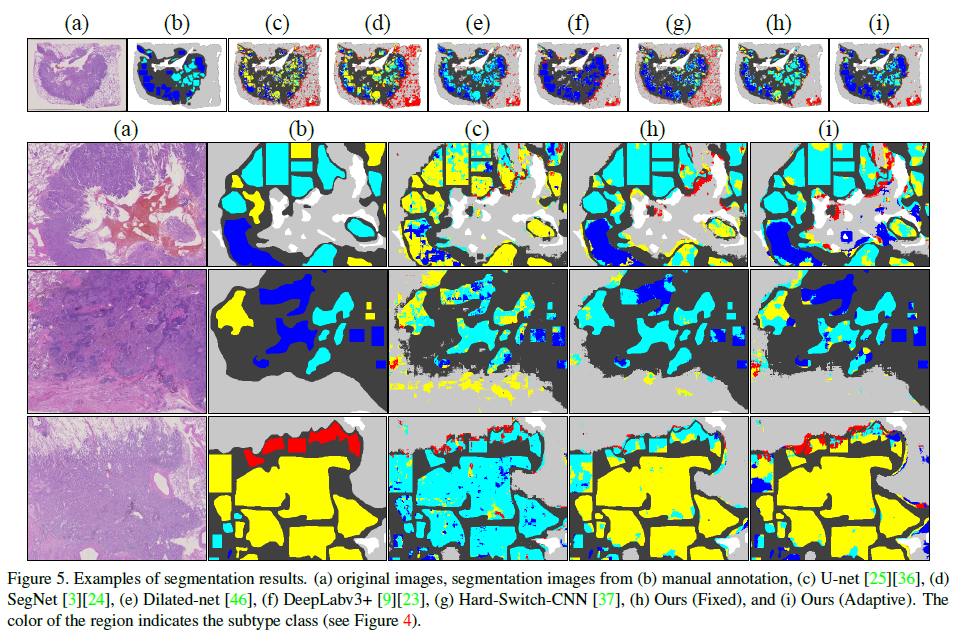 (a) (b) (c) (d) (e) (f) (g) (h) (i)
(a) (b) (c) (h) (i)
Figure 5. Examples of segmentation results. (a) original images, segmentation images from (b) manual annotation, (c) U-net [25][36], (d)
SegNet [3][24], (e) Dilated-net [46], (f) DeepLabv3+ [9][23], (g) Hard-Switch-CNN [37], (h) Ours (Fixed), and (i) Ours (Adaptive). The
color of the region indicates the subtype class (see Figure 4).